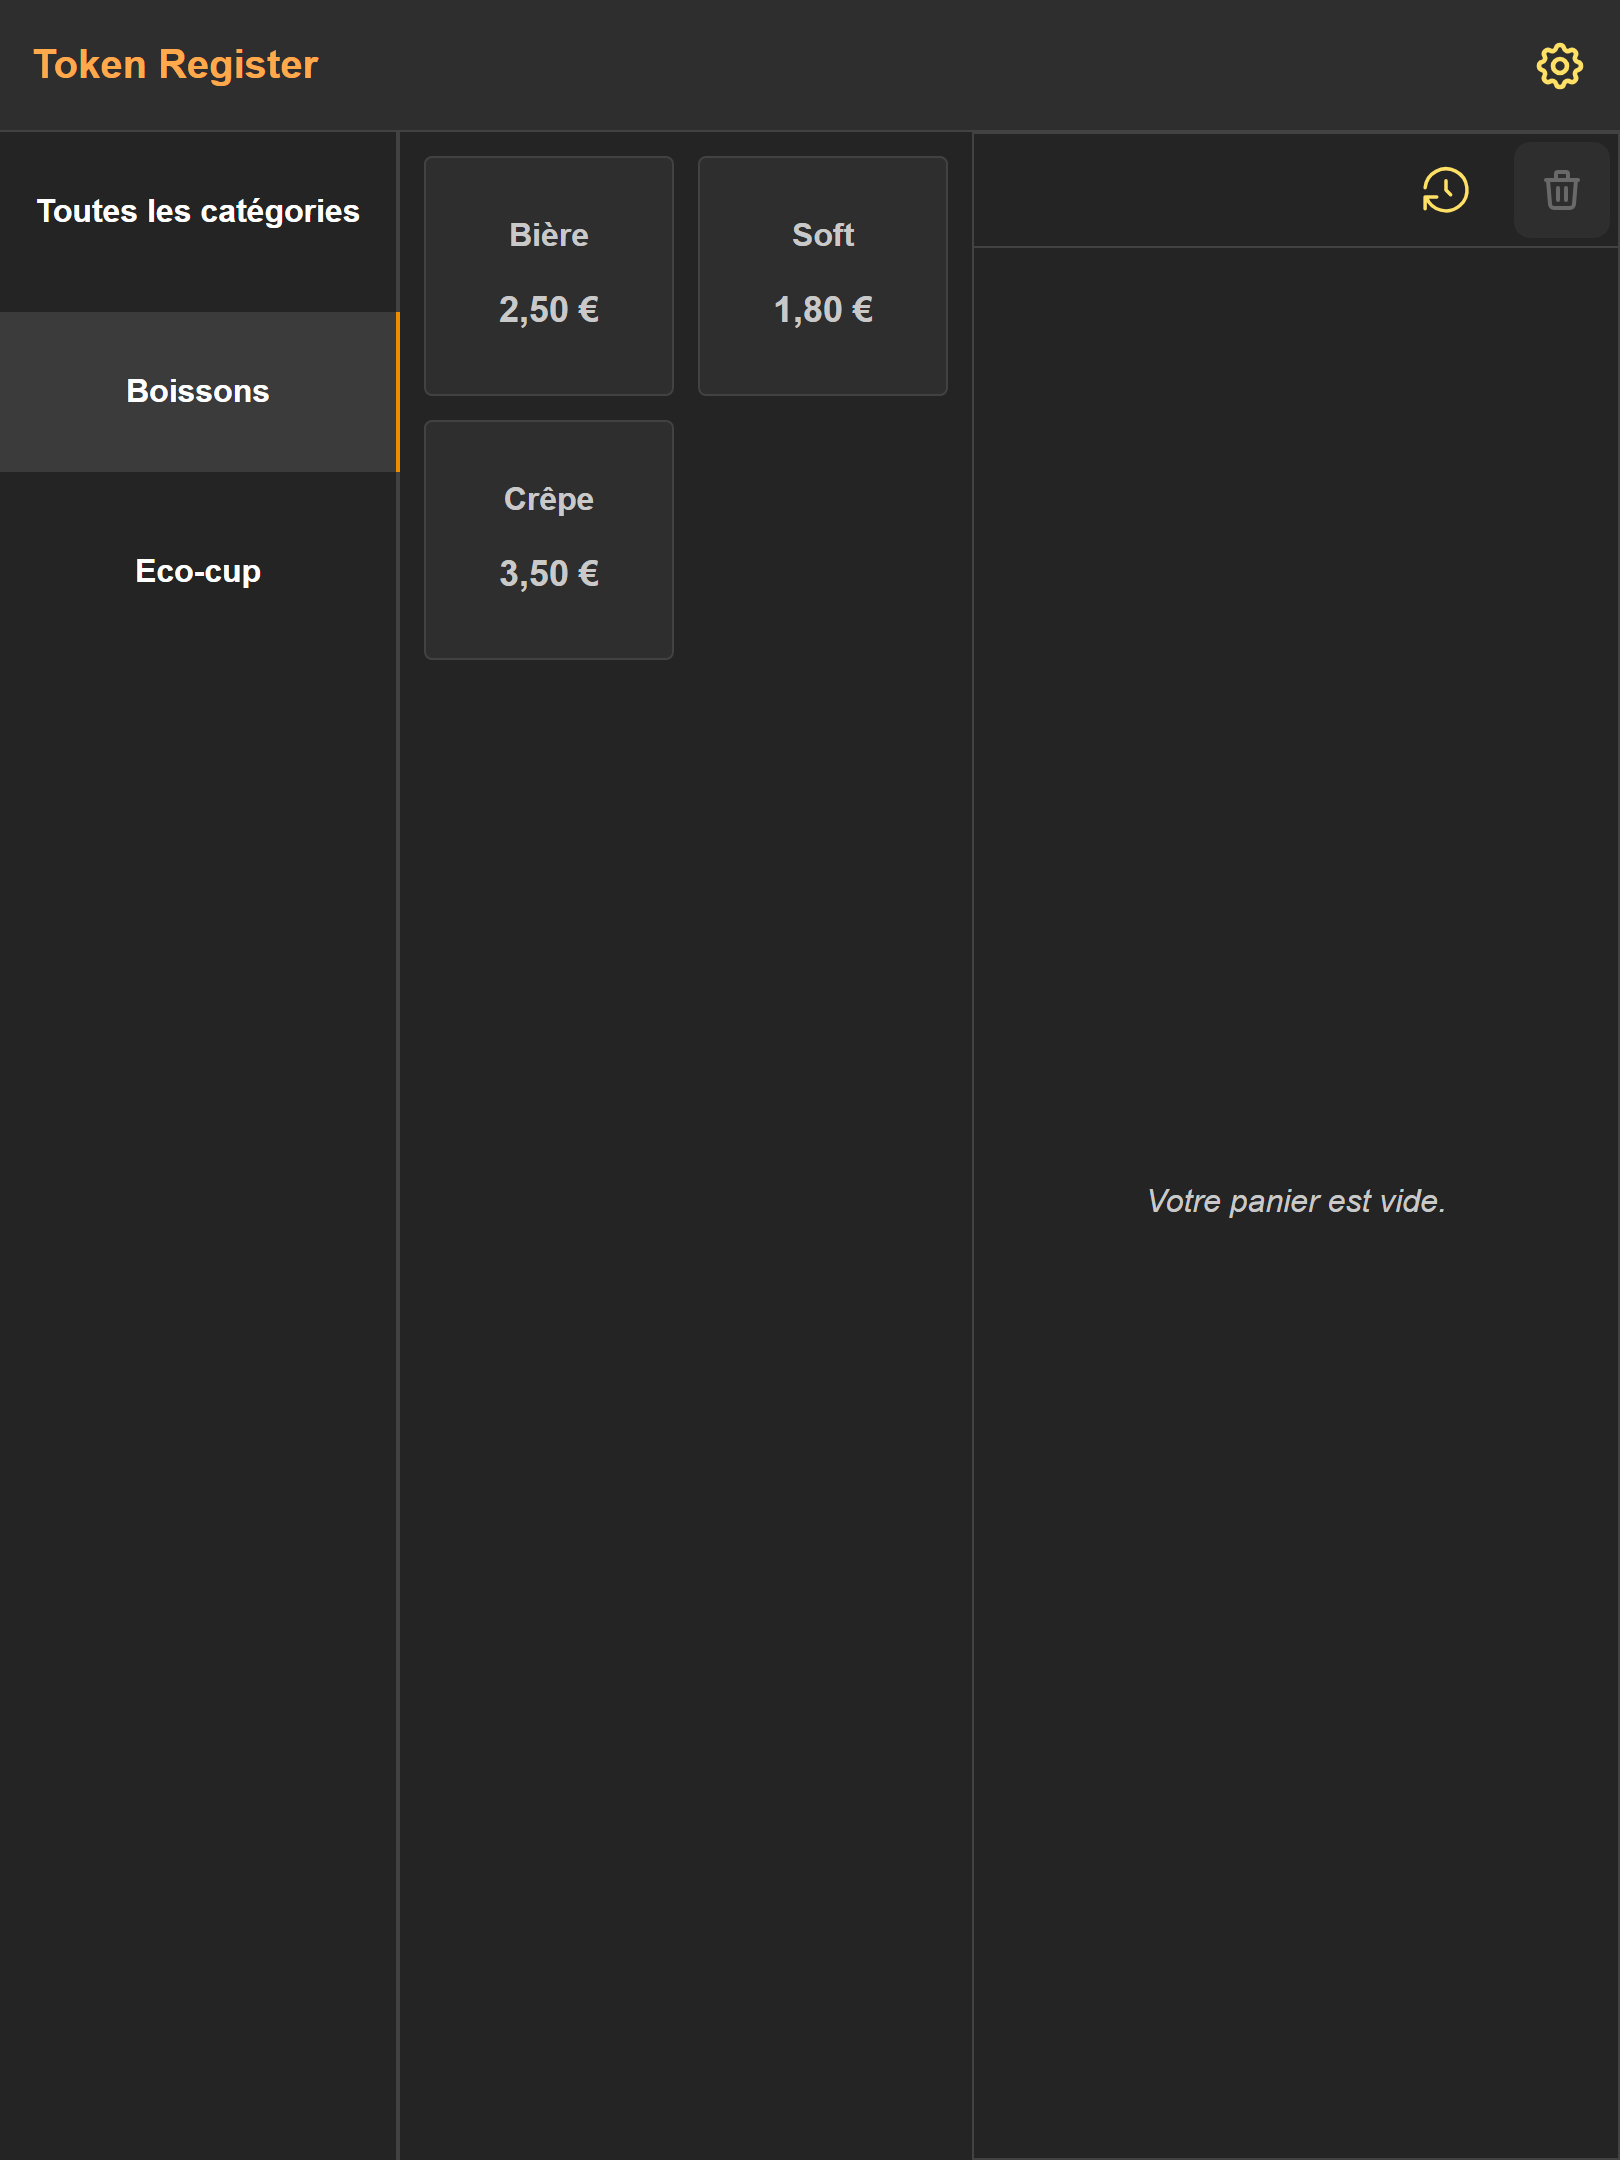 Token Register
Toutes les catégories
Boissons
Eco-cup
Bière
2,50 €
Soft
1,80 €
Crêpe
3,50 €
Votre panier est vide.